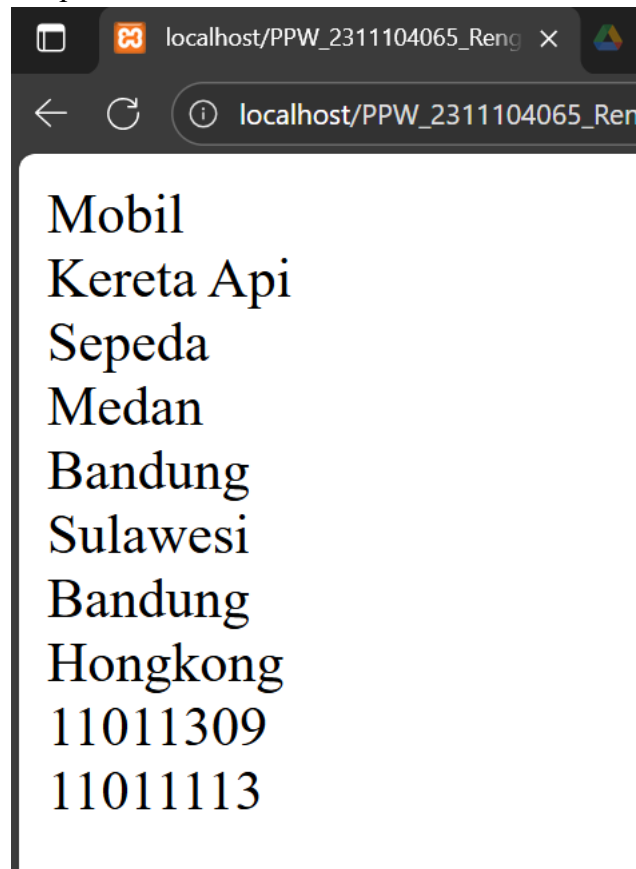 localhost/PPW_2311104065_Reng
localhost/PPW_2311104065_Ren
Mobil
Kereta Api
Sepeda
Medan
Bandung
Sulawesi
Bandung
Hongkong
11011309
11011113